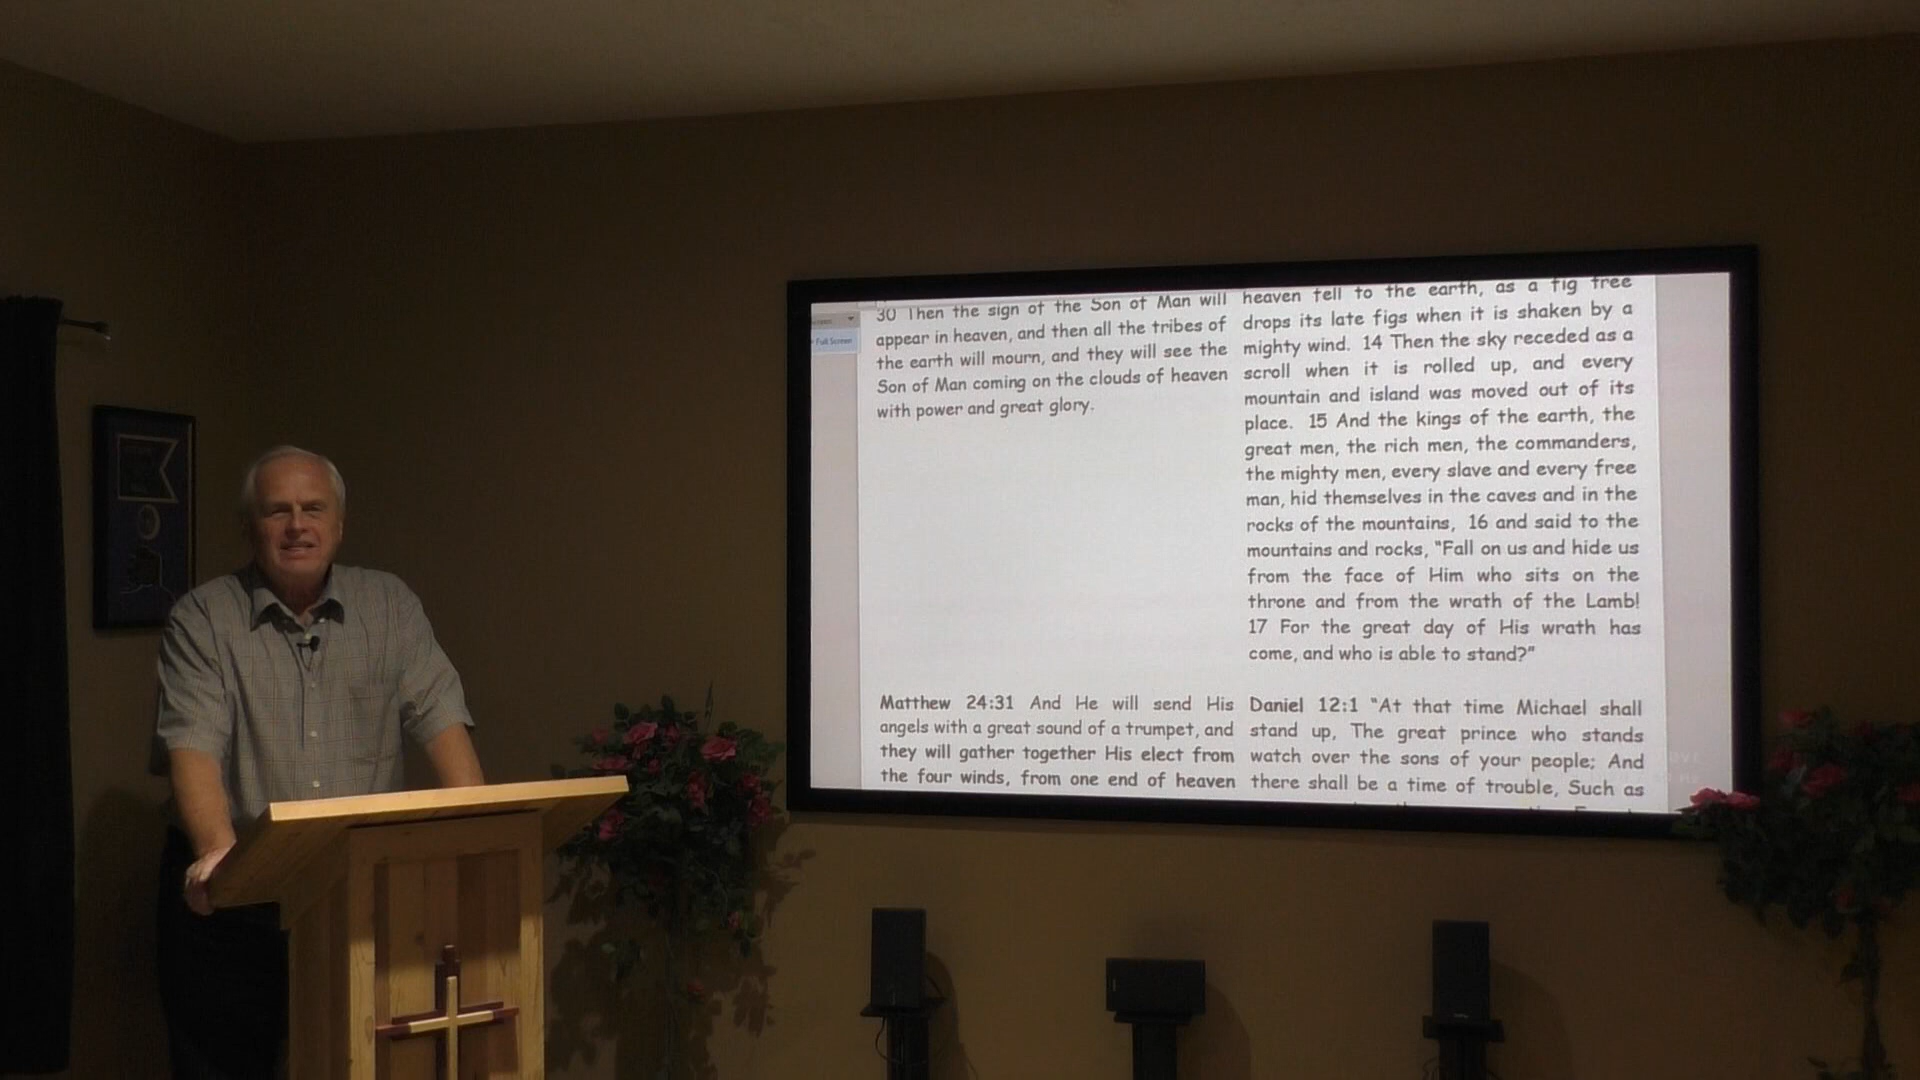 Full Screen
30 Then the sign of the Son of Man will
appear in heaven, and then all the tribes of
the earth will mourn, and they will see the
Son of Man coming on the clouds of heaven
with power and great glory.
Matthew 24:31 And He will send His
angels with a great sound of a trumpet, and
they will gather together His elect from
the four winds, from one end of heaven
heaven fell to the earth, as a fig tree
drops its late figs when it is shaken by a
mighty wind. 14 Then the sky receded as a
scroll when it is rolled up, and every
mountain and island was moved out of its
place. 15 And the kings of the earth, the
great men, the rich men, the commanders,
the mighty men, every slave and every free
man, hid themselves in the caves and in the
rocks of the mountains, 16 and said to the
mountains and rocks, "Fall on us and hide us
from the face of Him who sits on the
throne and from the wrath of the Lamb!
17 For the great day of His wrath has
come, and who is able to stand?"
Daniel 12:1 "At that time Michael shall
stand up, The great prince who stands
watch over the sons of your people; And
there shall be a time of trouble, Such as